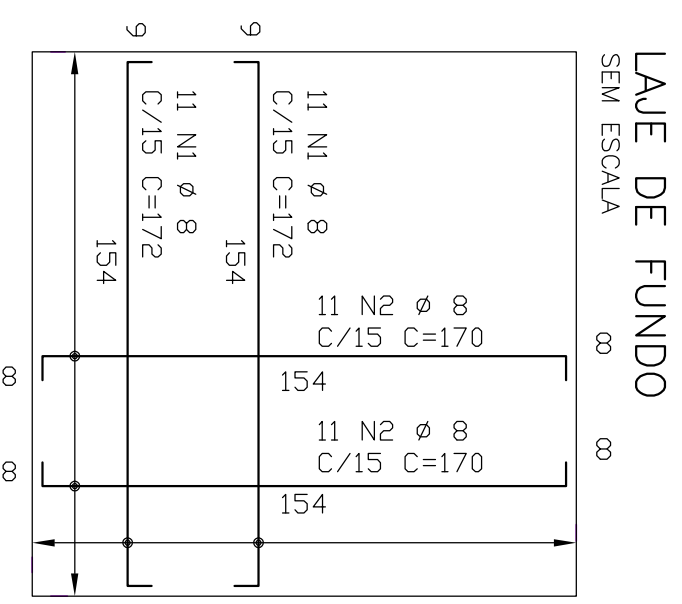 LAJE DE FUNDO
SEM ESCALA
9
9
11 N1 ø 8
C/15 C=172
154
11 N1 ø 8
C/15 C=172
154
11 N2 ø 8
C/15 C=170
154
8
8
11 N2 ø 8
C/15 C=170
154
8
8